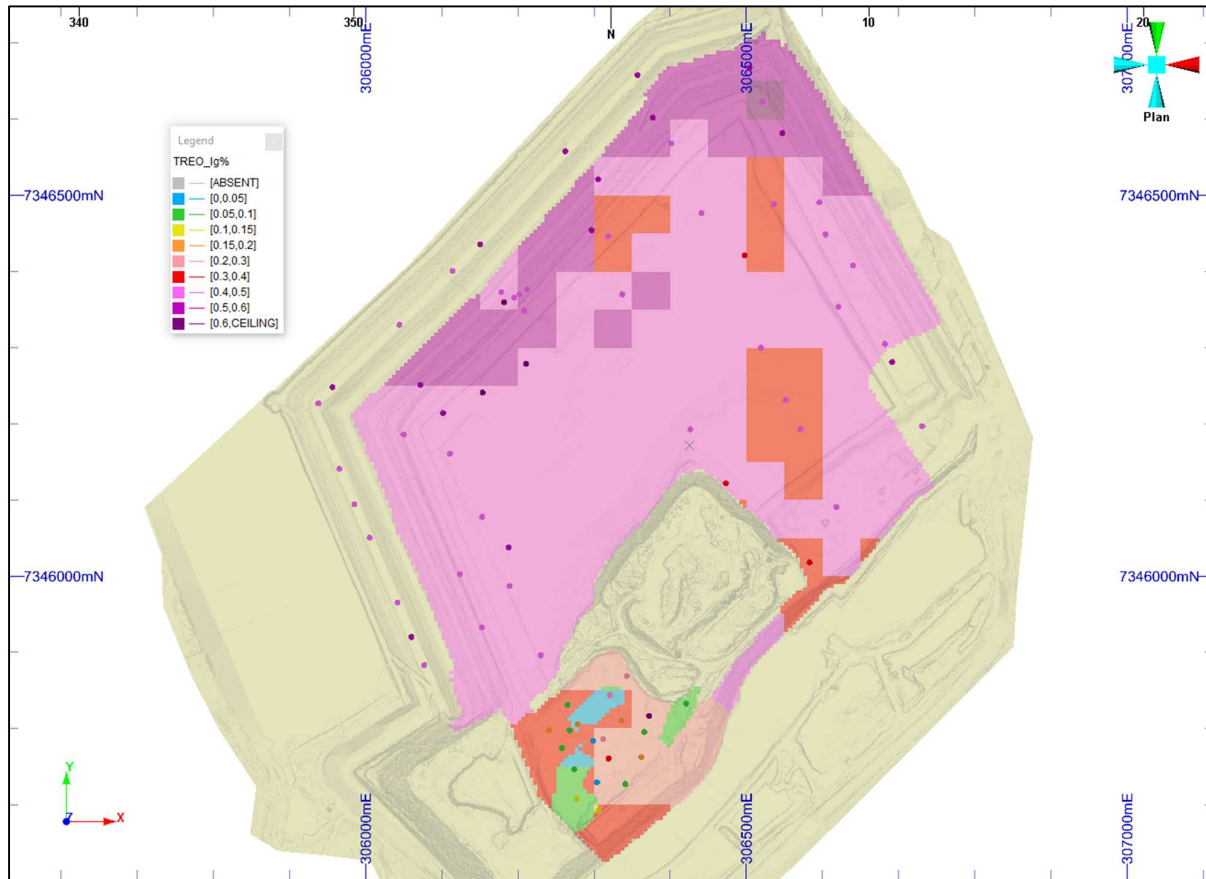 340
350
N
10
20
306000mE
306500mE
Plan
Legend
TREO_Ig%
[ABSENT]
[0,0.05]
[0.05,0.1]
[0.1,0.15]
[0.15,0.2]
[0.2,0.3]
[0.3,0.4]
[0.4,0.5]
[0.5,0.6]
[0.6,CEILING]
7346500mN
7346500mN
7346000mN
7346000mN
Y
Z
X
306000mE
306500mE
307000mE